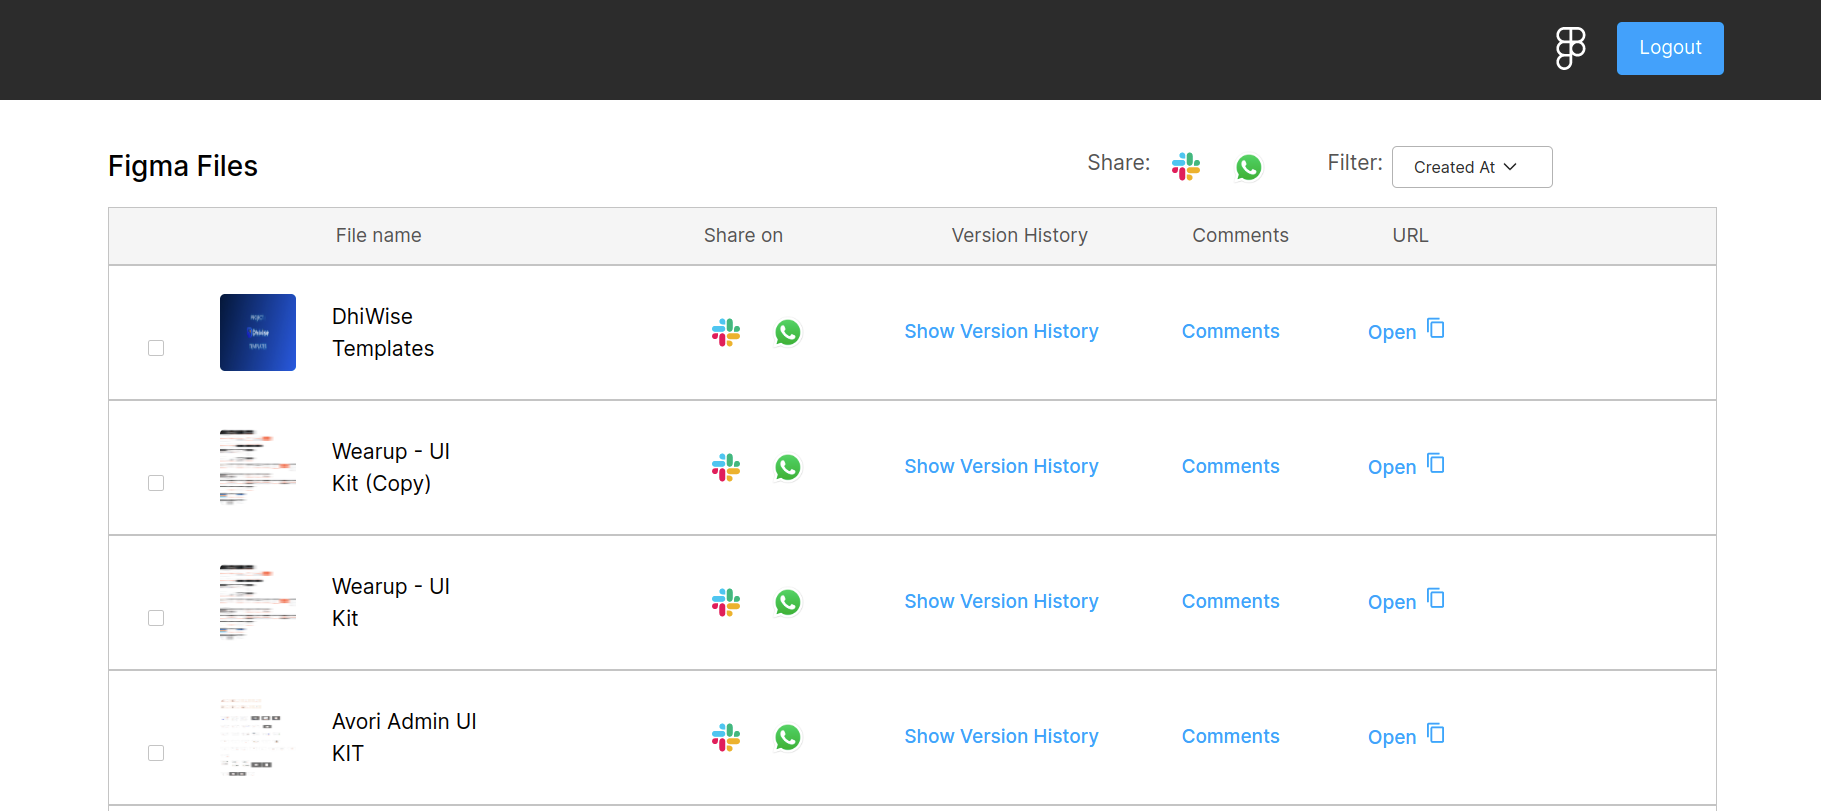 Logout
Figma Files
Share:
Filter:
Created At
File name
Share on
Version History
Comments
URL
DhiWise
Templates
Show Version History
Comments
Open
Wearup - UI
Kit (Copy)
Show Version History
Comments
Open
Wearup - UI
Kit
Show Version History
Comments
Open
Avori Admin UI
KIT
Show Version History
Comments
Open